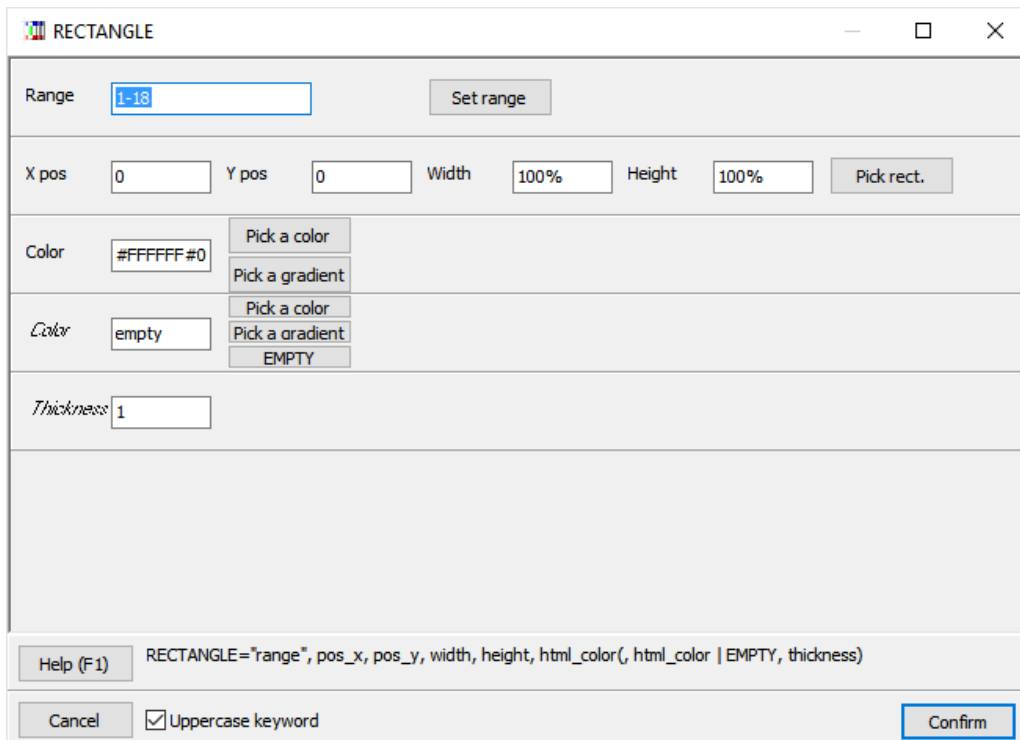 RECTANGLE
Range 1-18 Set range
X pos 0 Y pos 0 Width 100% Height 100% Pick rect.
Pick a color
Color #FFFFFF#0
Pick a gradient
Pick a color
Color empty Pick a gradient
EMPTY
Thickness 1
Help (F1) RECTANGLE="range", pos_x, pos_y, width, height, html_color(, html_color | EMPTY, thickness)
Cancel Uppercase keyword Confirm